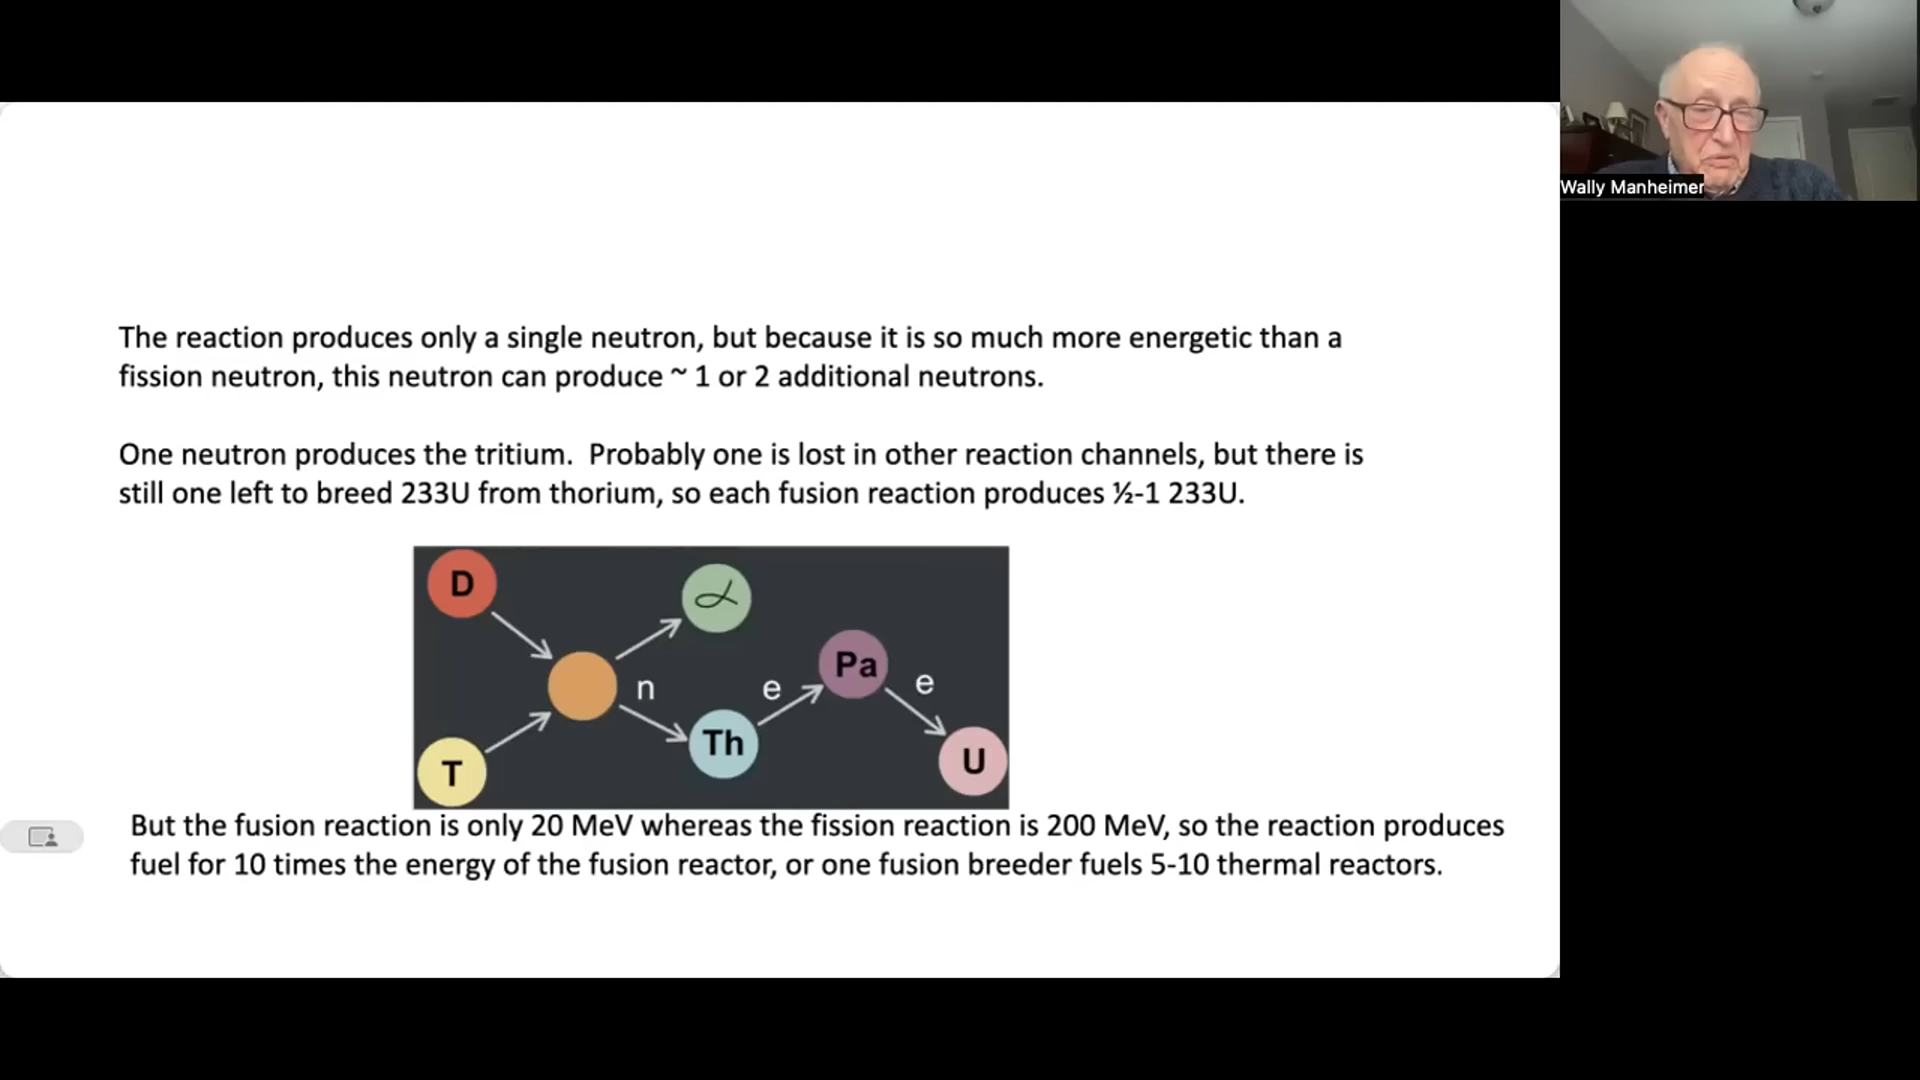 Wally Manheimer
The reaction produces only a single neutron, but because it is so much more energetic than a
fission neutron, this neutron can produce ~ 1 or 2 additional neutrons.
One neutron produces the tritium.  Probably one is lost in other reaction channels, but there is
still one left to breed 233U from thorium, so each fusion reaction produces ½-1 233U.
D
α
Pa
n
e
e
Th
T
U
But the fusion reaction is only 20 MeV whereas the fission reaction is 200 MeV, so the reaction produces
fuel for 10 times the energy of the fusion reactor, or one fusion breeder fuels 5-10 thermal reactors.